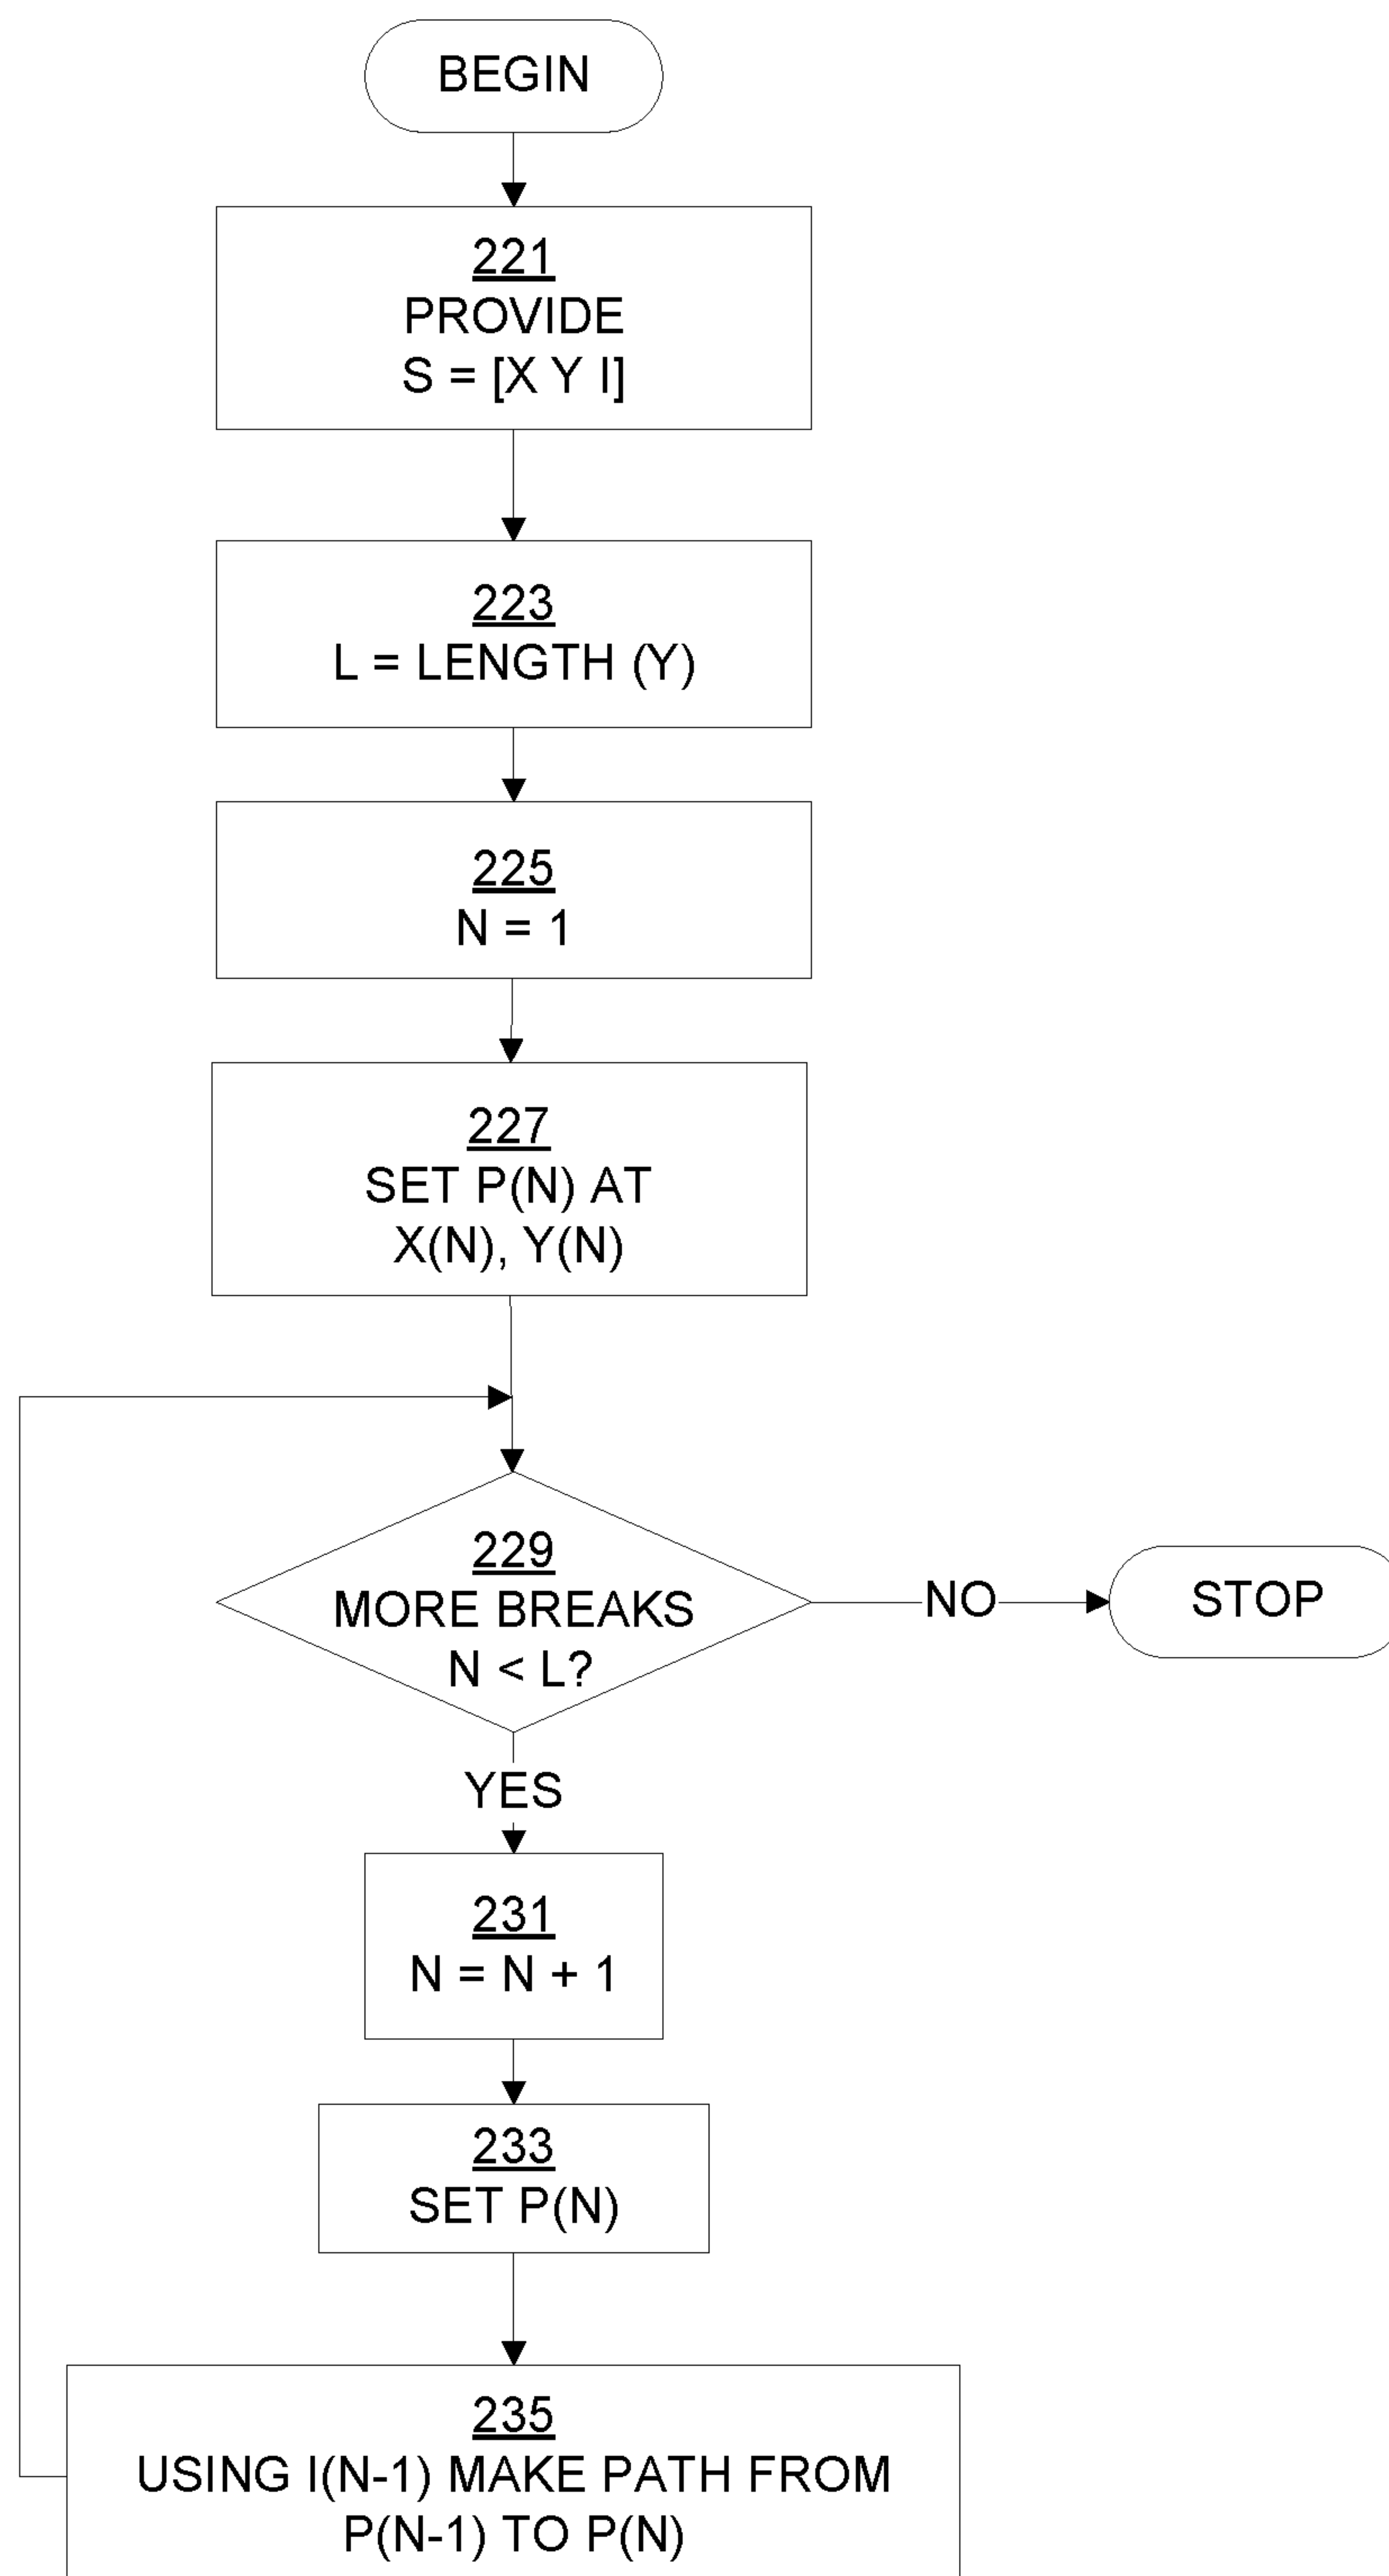 BEGIN
221
PROVIDE
S = [X Y I]
223
L = LENGTH (Y)
225
N = 1
227
SET P(N) AT
X(N), Y(N)
229
MORE BREAKS
N < L?
NO
STOP
YES
231
N = N + 1
233
SET P(N)
235
USING I(N-1) MAKE PATH FROM
P(N-1) TO P(N)